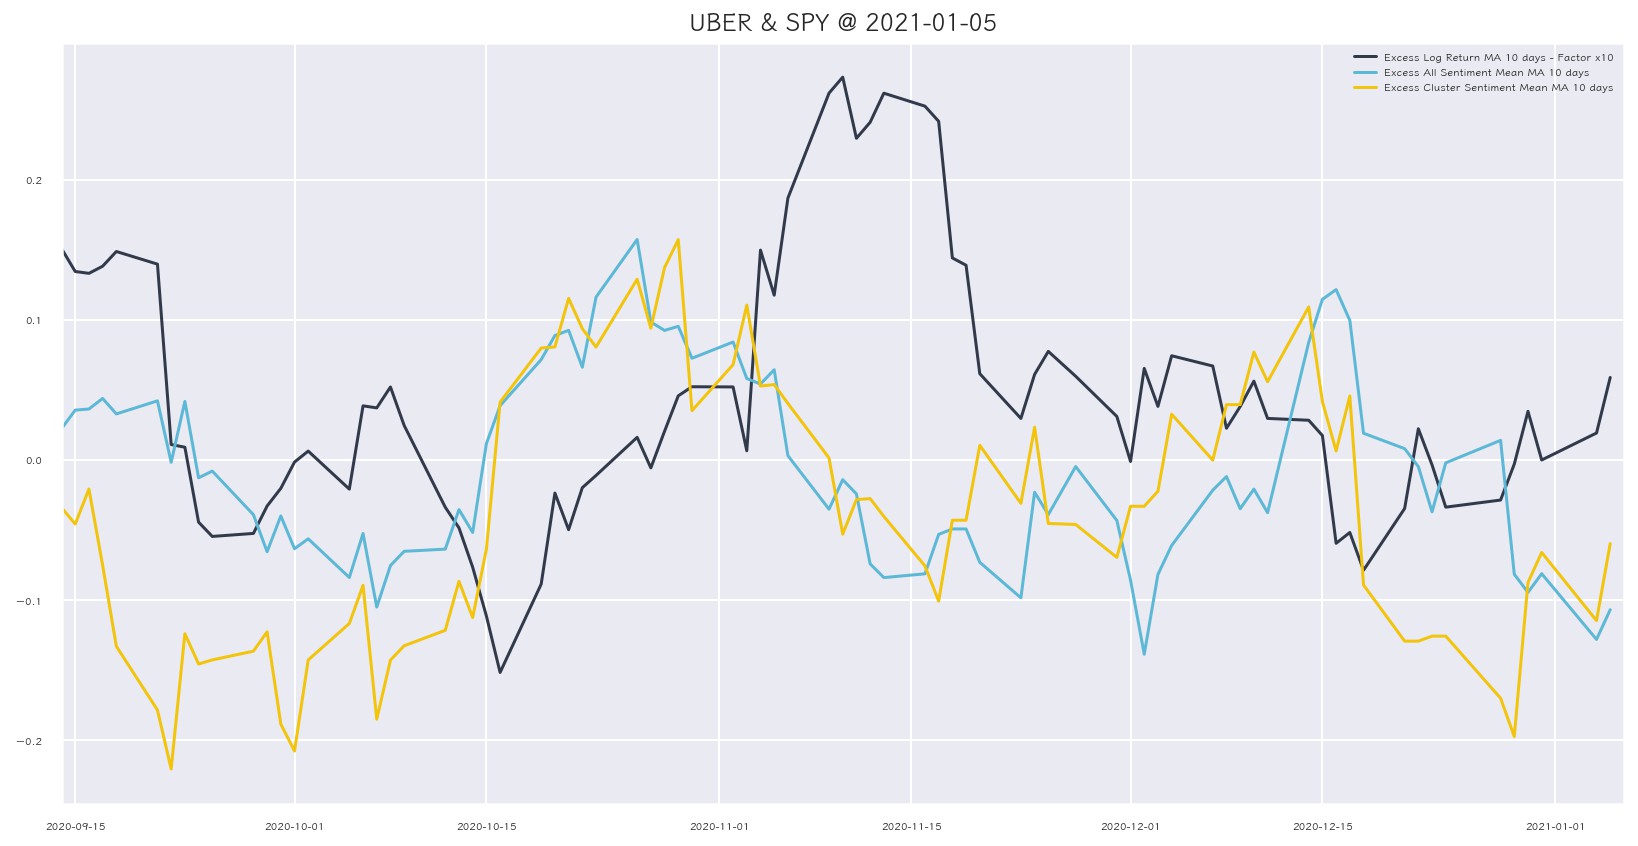 UBER & SPY @ 2021-01-05
Excess Log Return MA 10 days - Factor x10
Excess All Sentiment Mean MA 10 days
Excess Cluster Sentiment Mean MA 10 days
0.2
0.1
0.0
−0.1
−0.2
2020-09-15 2020-10-01 2020-10-15 2020-11-01 2020-11-15 2020-12-01 2020-12-15 2021-01-01